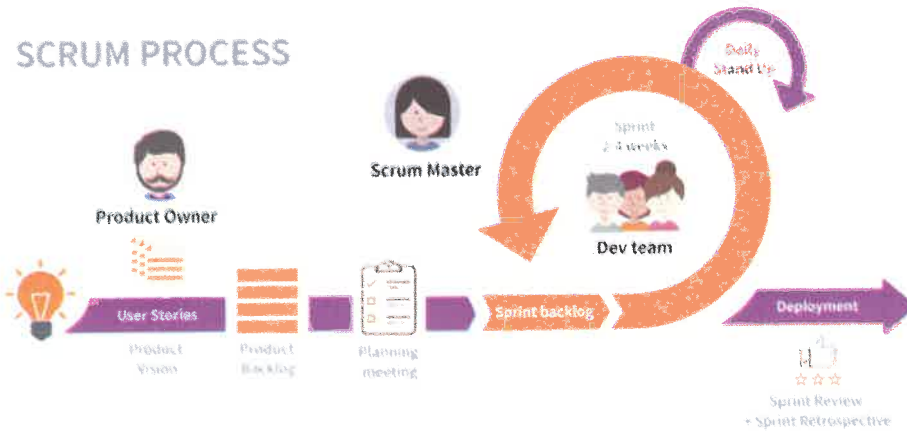 SCRUM PROCESS
Daily
Stand Up
Sprint
2-4 weeks
Scrum Master
Product Owner
Dev team
User Stories
Sprint backlog
Deployment
Product
Vision
Product
Backlog
Planning
meeting
Sprint Review
+ Sprint Retrospective